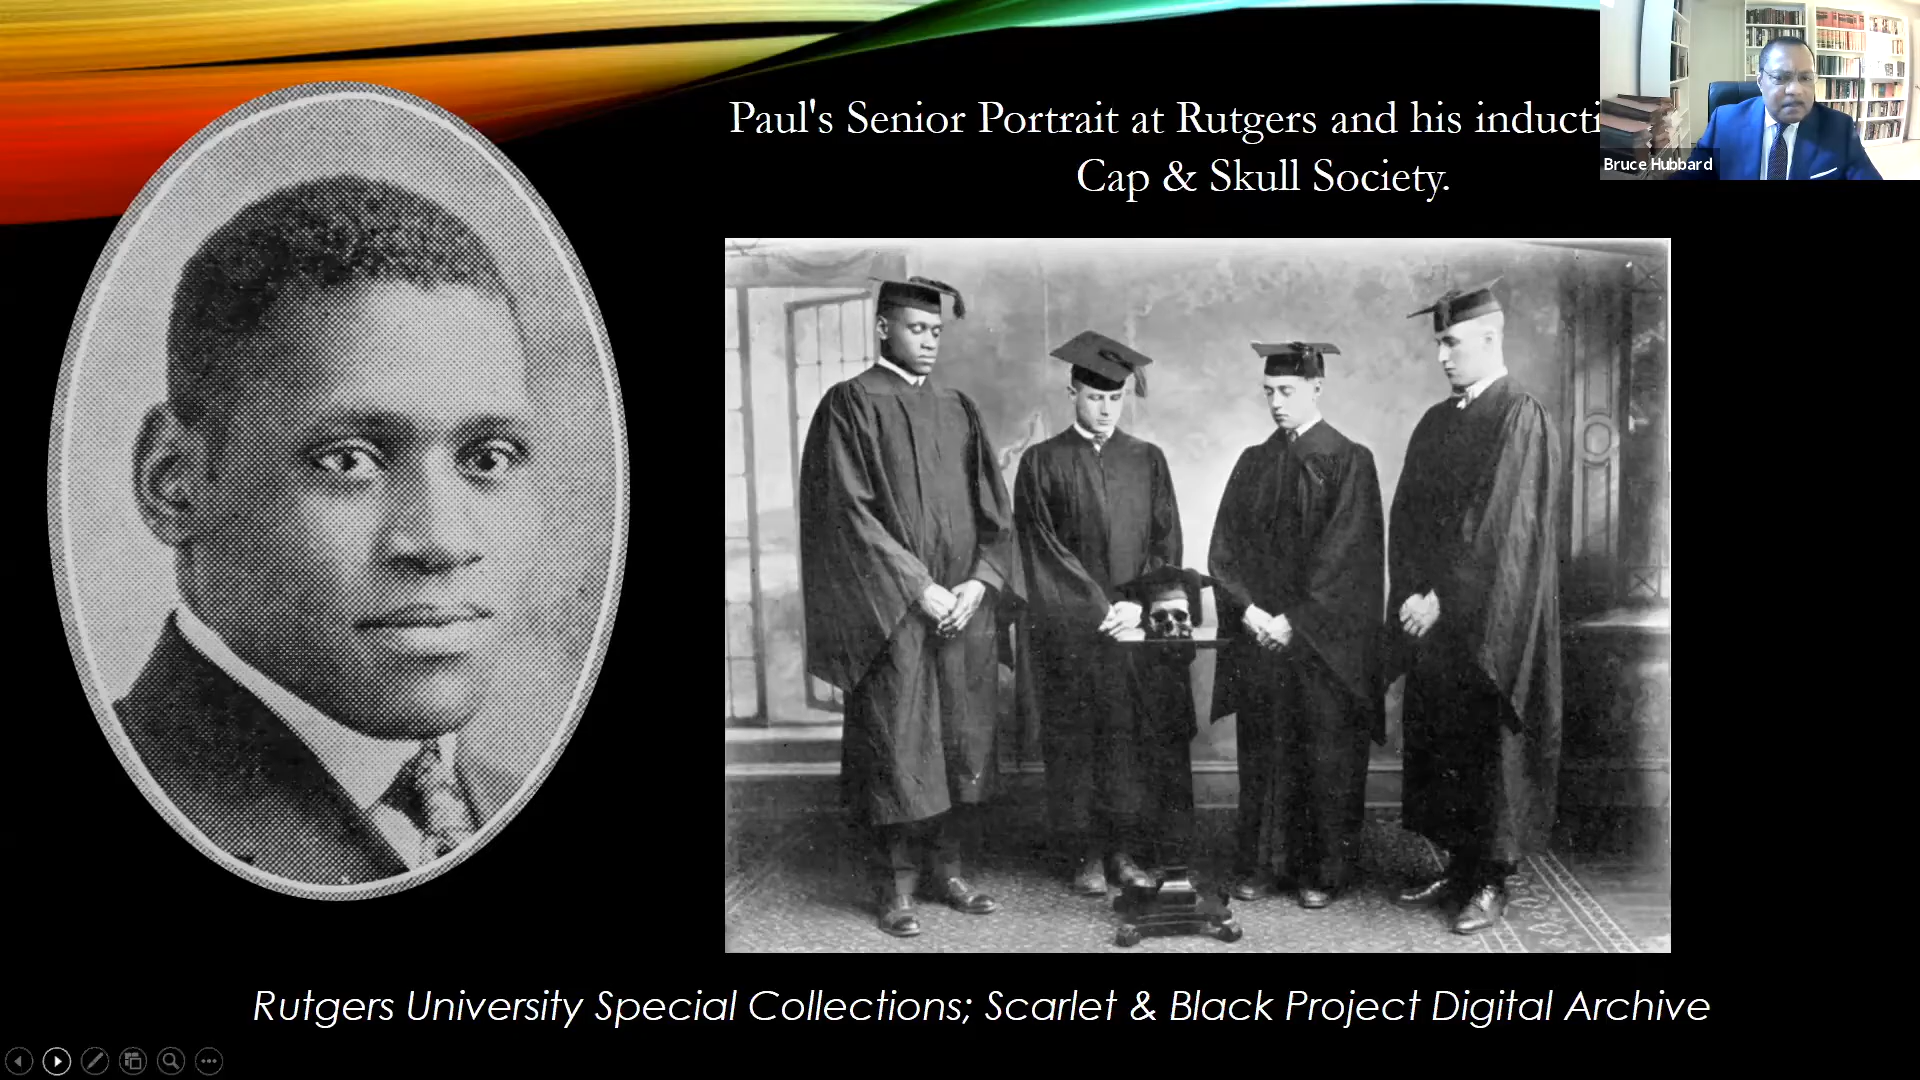 Paul's Senior Portrait at Rutgers and his inducti
Cap & Skull Society.
Bruce Hubbard
Rutgers University Special Collections; Scarlet & Black Project Digital Archive